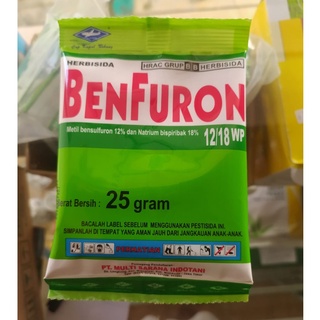 HERBISIDA
HRAC GRUP B B HERBISIDA
BENFURON
Metil bensulfuron 12% dan Natrium bispiribak 18%
12/18 WP
Berat Bersih : 25 gram
BACALAH LABEL SEBELUM MENGGUNAKAN PESTISIDA INI.
SIMPANLAH DI TEMPAT YANG AMAN JAUH DARI JANGKAUAN ANAK-ANAK.
PERHATIAN
PT. MULTI SARANA INDOTANI